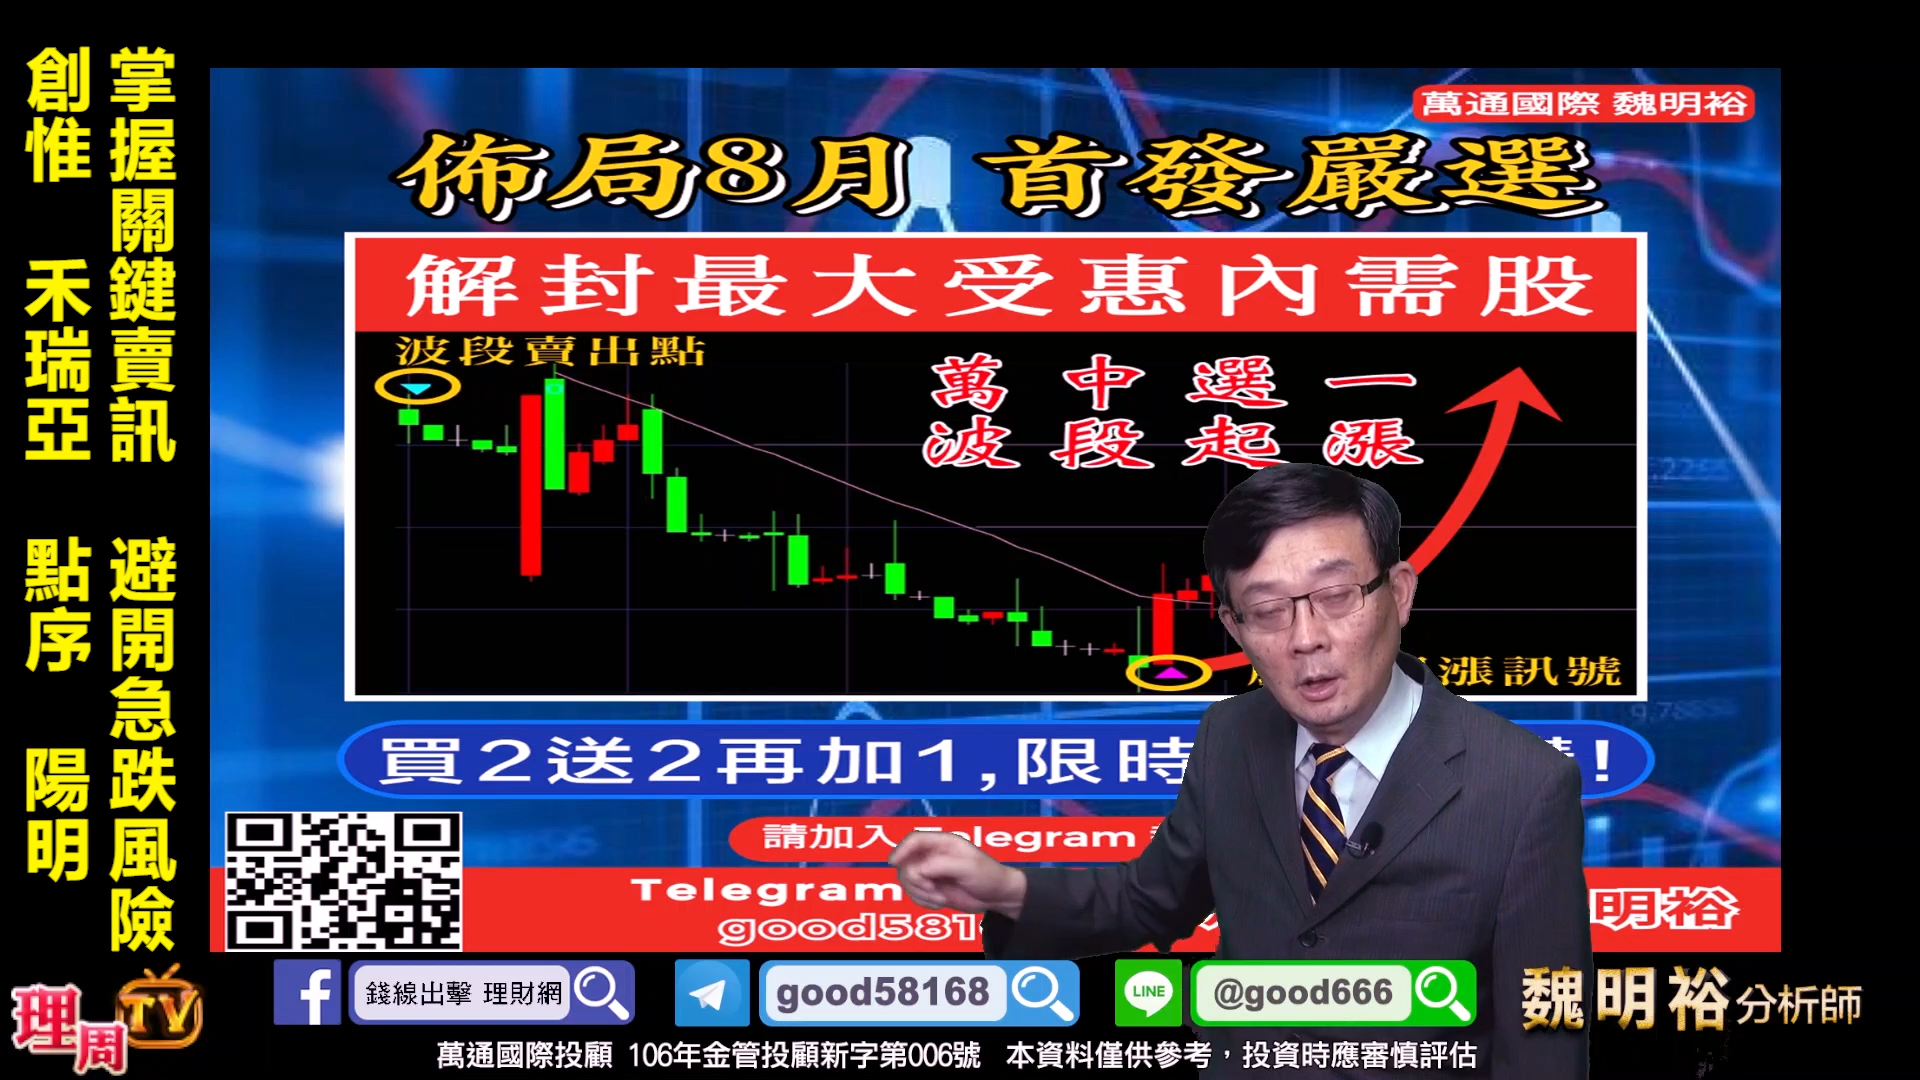 掌握關鍵賣訊 避開急跌風險
創惟 禾瑞亞 點序 陽明
萬通國際 魏明裕
佈局8月 首發嚴選
解封最大受惠內需股
波段賣出點
萬中選一
波段起漲
漲訊號
買2送2再加1,限時
!
請加入 Telegram
Telegram
good581
明裕
理周TV
f 錢線出擊 理財網
good58168
LINE @good666
魏明裕 分析師
萬通國際投顧 106年金管投顧新字第006號 本資料僅供參考,投資時應審慎評估